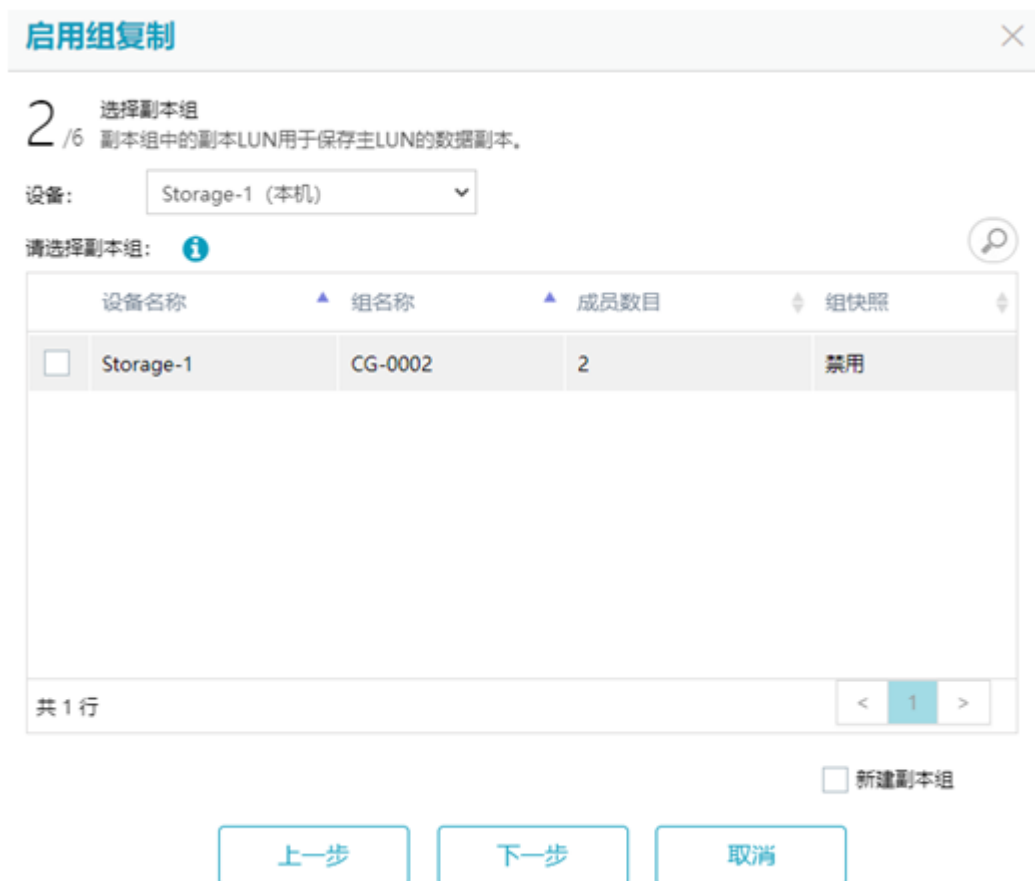 启用组复制
2/6
选择副本组
副本组中的副本LUN用于保存主LUN的数据副本。
设备： Storage-1（本机）
请选择副本组：
设备名称 组名称 成员数目 组快照
Storage-1 CG-0002 2 禁用
共 1 行 < 1 >
新建副本组
上一步 下一步 取消